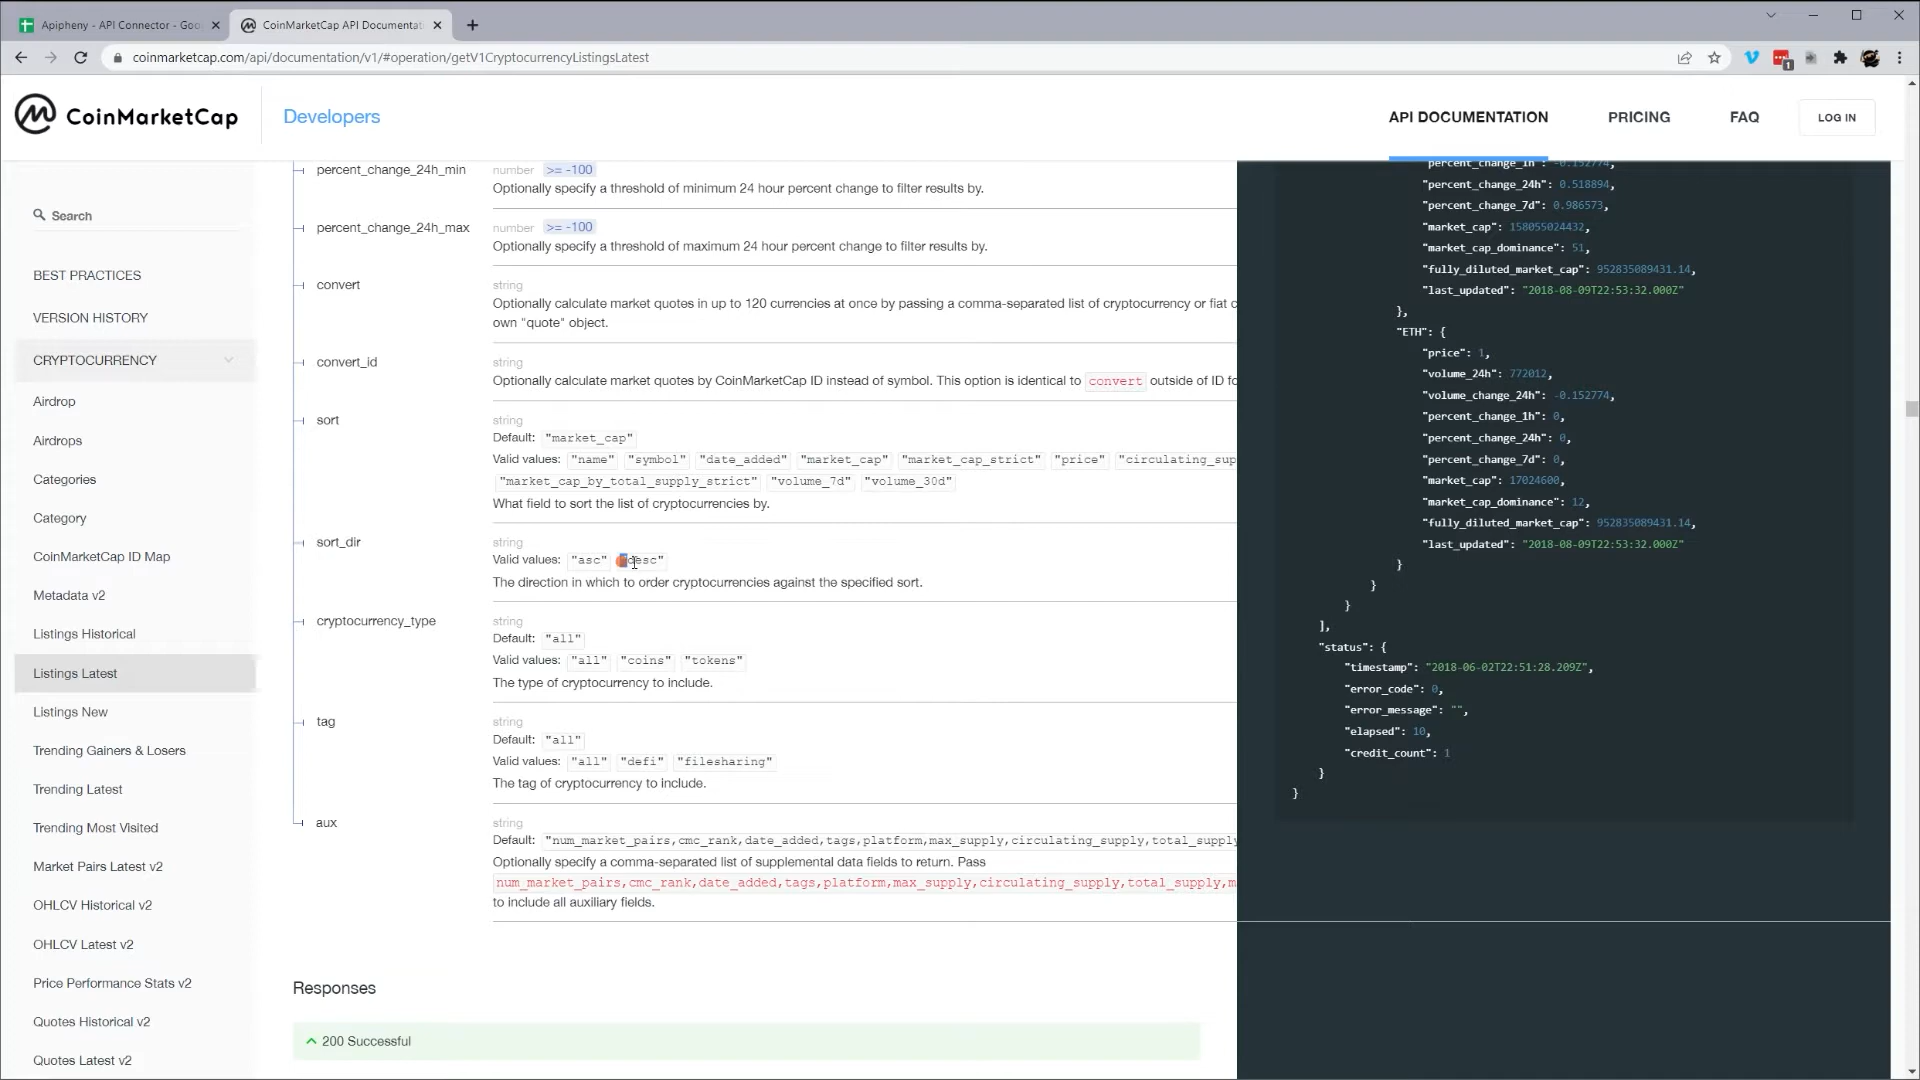 Apipheny - API Connector - Goo
CoinMarketCap API Documentat
coinmarketcap.com/api/documentation/v1/#operation/getV1CryptocurrencyListingsLatest
1
CoinMarketCap
Developers
API DOCUMENTATION
PRICING
FAQ
LOG IN
Search
BEST PRACTICES
VERSION HISTORY
CRYPTOCURRENCY
Airdrop
Airdrops
Categories
Category
CoinMarketCap ID Map
Metadata v2
Listings Historical
Listings Latest
Listings New
Trending Gainers & Losers
Trending Latest
Trending Most Visited
Market Pairs Latest v2
OHLCV Historical v2
OHLCV Latest v2
Price Performance Stats v2
Quotes Historical v2
Quotes Latest v2
percent_change_24h_min
number >= -100
Optionally specify a threshold of minimum 24 hour percent change to filter results by.
percent_change_24h_max
number >= -100
Optionally specify a threshold of maximum 24 hour percent change to filter results by.
convert
string
Optionally calculate market quotes in up to 120 currencies at once by passing a comma-separated list of cryptocurrency or fiat c
own "quote" object.
convert_id
string
Optionally calculate market quotes by CoinMarketCap ID instead of symbol. This option is identical to convert outside of ID fo
sort
string
Default: "market_cap"
Valid values: "name" "symbol" "date_added" "market_cap" "market_cap_strict" "price" "circulating_sup
"market_cap_by_total_supply_strict" "volume_7d" "volume_30d"
What field to sort the list of cryptocurrencies by.
sort_dir
string
Valid values: "asc" "desc"
The direction in which to order cryptocurrencies against the specified sort.
cryptocurrency_type
string
Default: "all"
Valid values: "all" "coins" "tokens"
The type of cryptocurrency to include.
tag
string
Default: "all"
Valid values: "all" "defi" "filesharing"
The tag of cryptocurrency to include.
aux
string
Default: "num_market_pairs,cmc_rank,date_added,tags,platform,max_supply,circulating_supply,total_supply
Optionally specify a comma-separated list of supplemental data fields to return. Pass
num_market_pairs,cmc_rank,date_added,tags,platform,max_supply,circulating_supply,total_supply,m
to include all auxiliary fields.
Responses
200 Successful
"percent_change_1h": -0.152774,
"percent_change_24h": 0.518894,
"percent_change_7d": 0.986573,
"market_cap": 158055024432,
"market_cap_dominance": 51,
"fully_diluted_market_cap": 952835089431.14,
"last_updated": "2018-08-09T22:53:32.000Z"
},
"ETH": {
"price": 1,
"volume_24h": 772012,
"volume_change_24h": -0.152774,
"percent_change_1h": 0,
"percent_change_24h": 0,
"percent_change_7d": 0,
"market_cap": 17024600,
"market_cap_dominance": 12,
"fully_diluted_market_cap": 952835089431.14,
"last_updated": "2018-08-09T22:53:32.000Z"
}
}
}
],
"status": {
"timestamp": "2018-06-02T22:51:28.209Z",
"error_code": 0,
"error_message": "",
"elapsed": 10,
"credit_count": 1
}
}